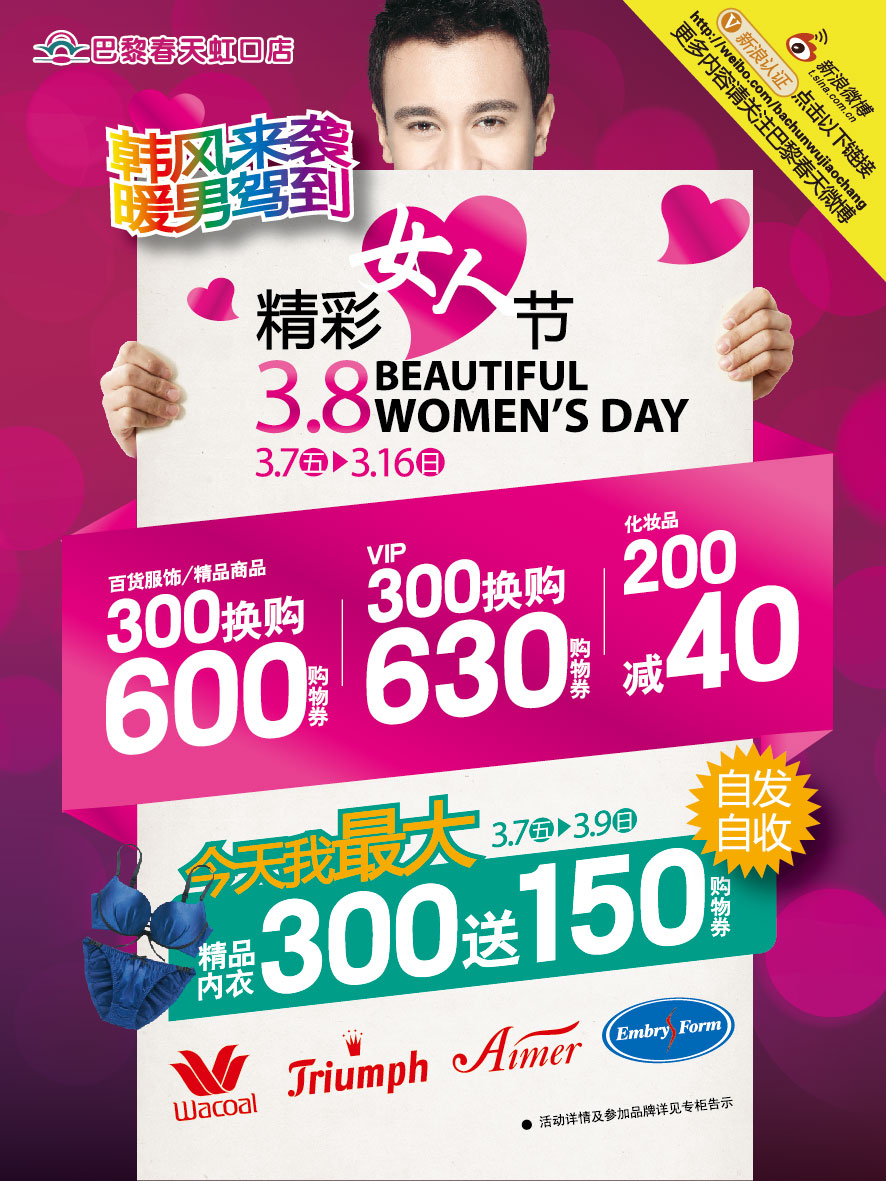 巴黎春天虹口店
新浪微博
t.sina.com.cn
V 新浪认证
点击以下链接
http://weibo.com/bachunwujiaochang
更多内容请关注巴黎春天微博
韩风来袭
暖男驾到
精彩女人节
3.8 BEAUTIFUL
WOMEN'S DAY
3.7五▶3.16日
百货服饰/精品商品
300换购
600购物券
VIP
300换购
630购物券
化妆品
200
减40
自发
自收
今天我最大
3.7五▶3.9日
精品内衣
300送150购物券
Wacoal
Triumph
Aimer
Embry Form
● 活动详情及参加品牌详见专柜告示